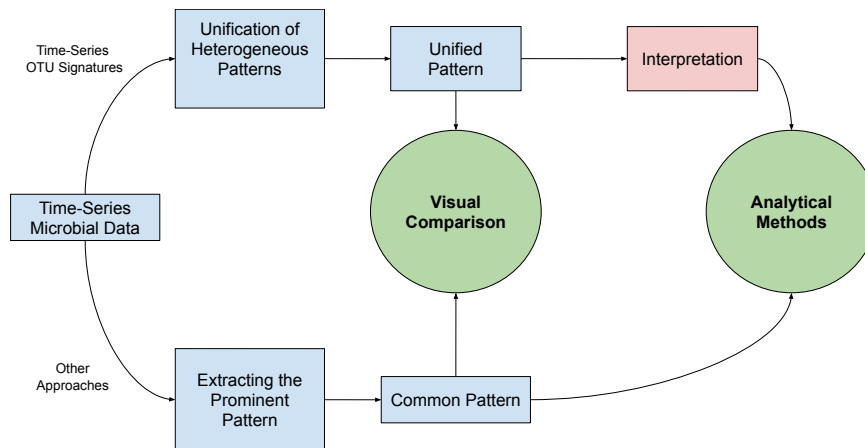 Time-Series
OTU Signatures
Unification of
Heterogeneous
Patterns
Unified
Pattern
Interpretation
Time-Series
Microbial Data
Visual
Comparison
Analytical
Methods
Other
Approaches
Extracting the
Prominent
Pattern
Common Pattern